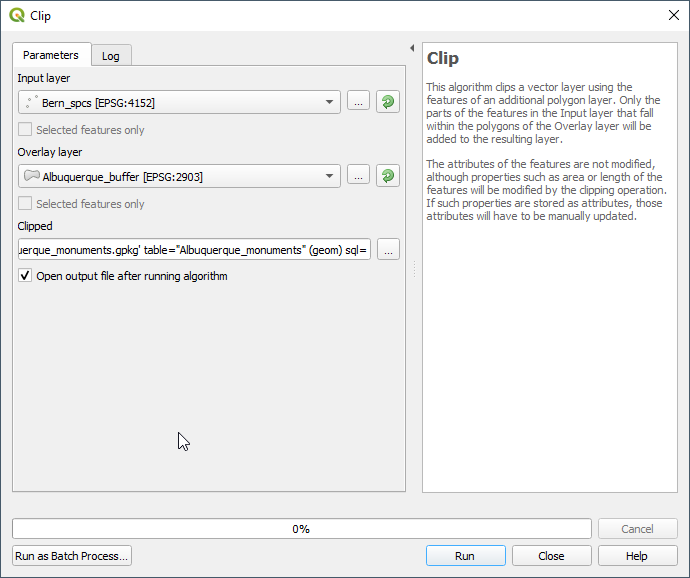 Clip
Parameters
Log
Input layer
Bern_spcs [EPSG:4152]
...
Selected features only
Overlay layer
Albuquerque_buffer [EPSG:2903]
...
Selected features only
Clipped
uerque_monuments.gpkg' table="Albuquerque_monuments" (geom) sql=
...
Open output file after running algorithm
Clip
This algorithm clips a vector layer using the
features of an additional polygon layer. Only the
parts of the features in the Input layer that fall
within the polygons of the Overlay layer will be
added to the resulting layer.
The attributes of the features are not modified,
although properties such as area or length of the
features will be modified by the clipping operation.
If such properties are stored as attributes, those
attributes will have to be manually updated.
0%
Cancel
Run as Batch Process...
Run
Close
Help